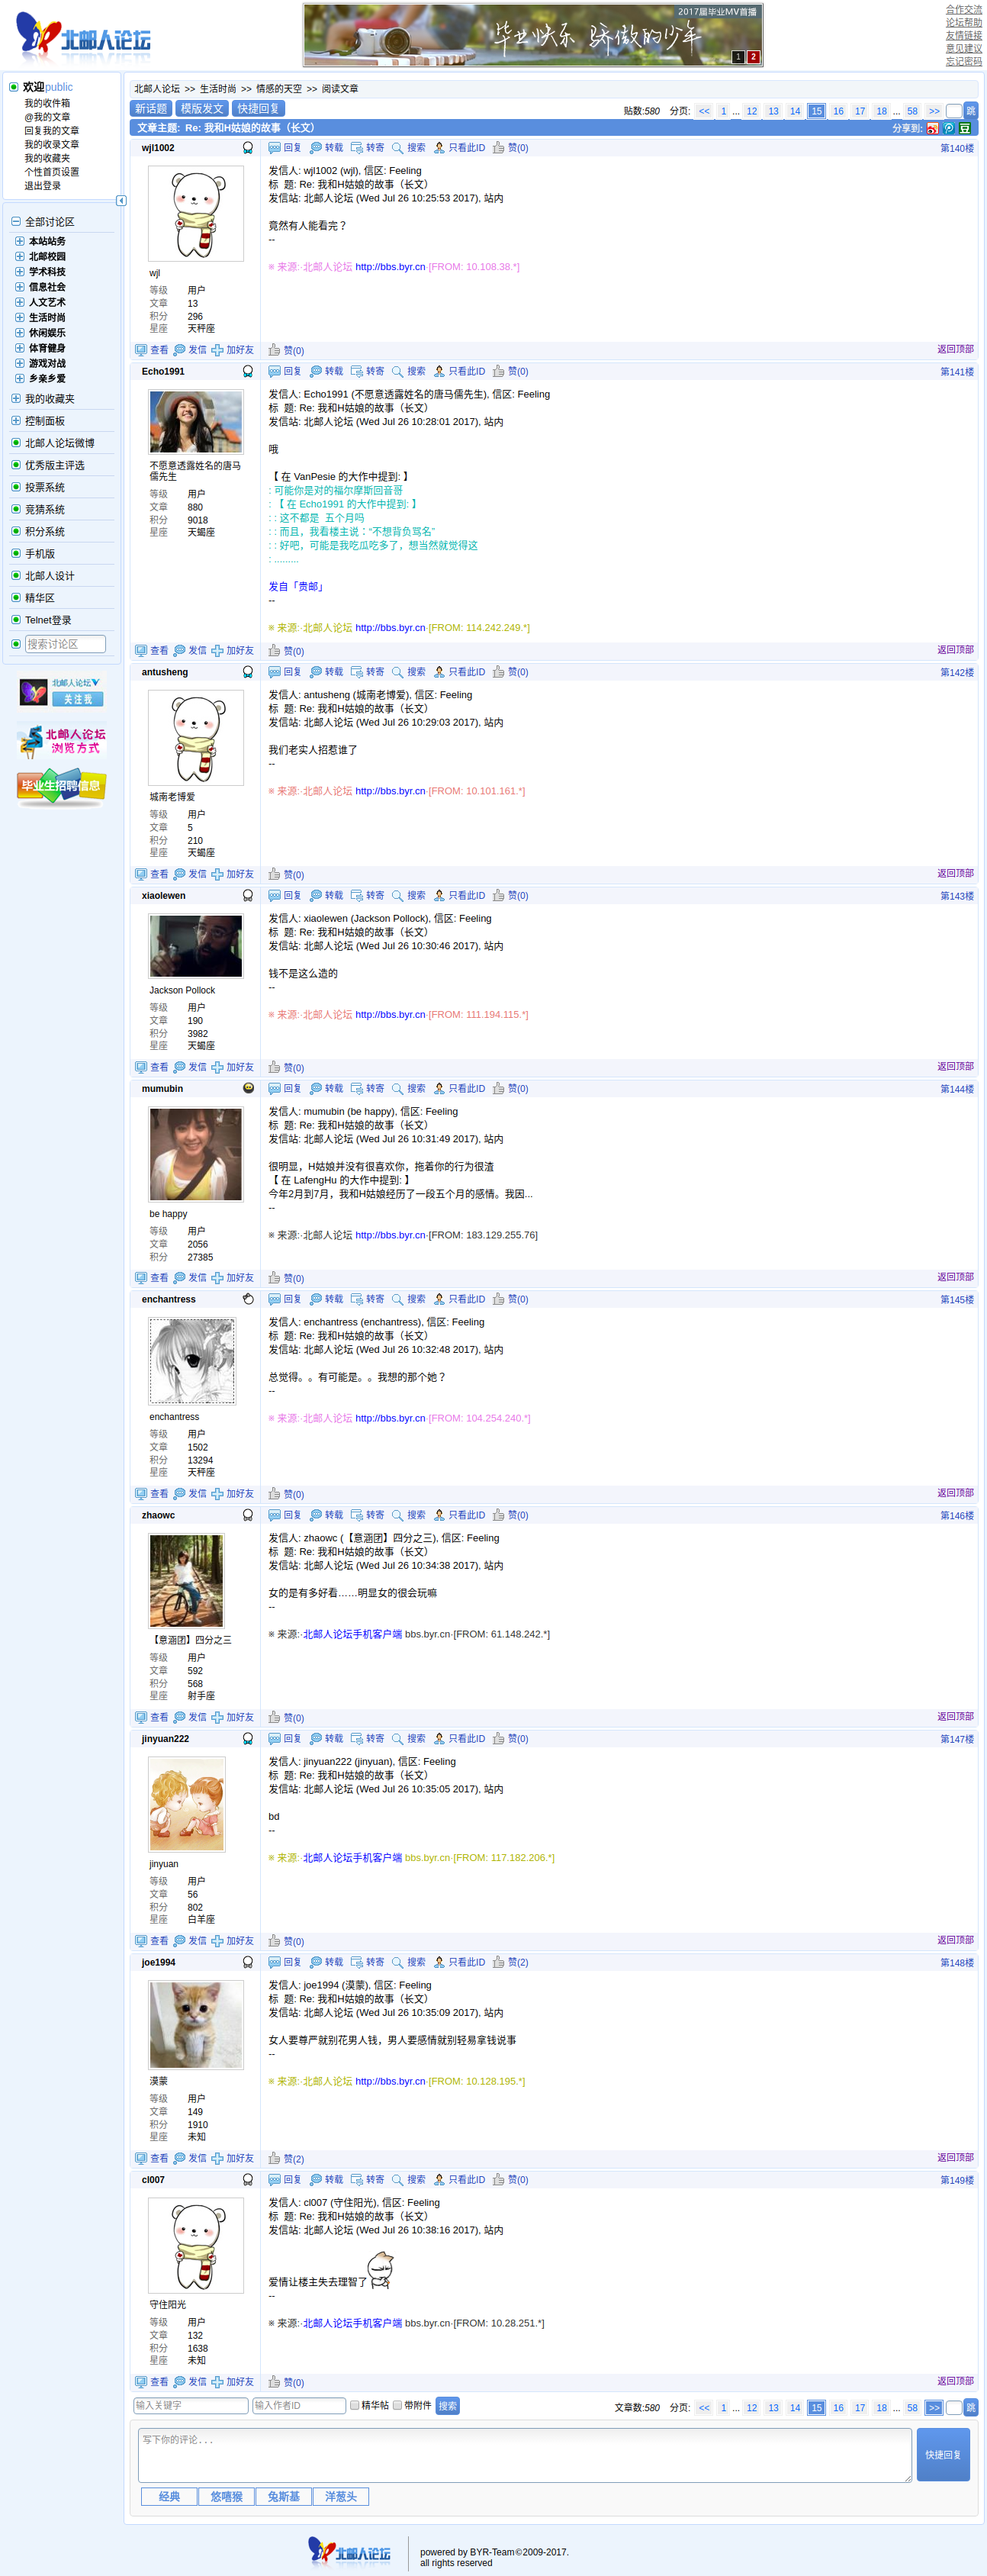 北邮人论坛
2017届毕业MV首播
毕业快乐 骄傲的少年
1 2
合作交流
论坛帮助
友情链接
意见建议
忘记密码
欢迎public
我的收件箱
@我的文章
回复我的文章
我的收录文章
我的收藏夹
个性首页设置
退出登录
全部讨论区
本站站务
北邮校园
学术科技
信息社会
人文艺术
生活时尚
休闲娱乐
体育健身
游戏对战
乡亲乡爱
我的收藏夹
控制面板
北邮人论坛微博
优秀版主评选
投票系统
竞猜系统
积分系统
手机版
北邮人设计
精华区
Telnet登录
搜索讨论区
北邮人论坛
关注我
北邮人论坛
浏览方式
毕业生招聘信息
北邮人论坛 >> 生活时尚 >> 情感的天空 >> 阅读文章
新话题 模版发文 快捷回复
贴数:580 分页: << 1 ... 12 13 14 15 16 17 18 ... 58 >> 跳
文章主题: Re: 我和H姑娘的故事（长文）
分享到:
wjl1002
回复 转载 转寄 搜索 只看此ID 赞(0)
第140楼
wjl
等级 用户
文章 13
积分 296
星座 天秤座
发信人: wjl1002 (wjl), 信区: Feeling
标 题: Re: 我和H姑娘的故事（长文）
发信站: 北邮人论坛 (Wed Jul 26 10:25:53 2017), 站内
竟然有人能看完？
--
※ 来源:·北邮人论坛 http://bbs.byr.cn·[FROM: 10.108.38.*]
查看 发信 加好友 赞(0)
返回顶部
Echo1991
回复 转载 转寄 搜索 只看此ID 赞(0)
第141楼
不愿意透露姓名的唐马
儒先生
等级 用户
文章 880
积分 9018
星座 天蝎座
发信人: Echo1991 (不愿意透露姓名的唐马儒先生), 信区: Feeling
标 题: Re: 我和H姑娘的故事（长文）
发信站: 北邮人论坛 (Wed Jul 26 10:28:01 2017), 站内
哦
【 在 VanPesie 的大作中提到: 】
: 可能你是对的福尔摩斯回音哥
: 【 在 Echo1991 的大作中提到: 】
: : 这不都是 五个月吗
: : 而且，我看楼主说：“不想背负骂名”
: : 好吧，可能是我吃瓜吃多了，想当然就觉得这
: .........
发自「贵邮」
--
※ 来源:·北邮人论坛 http://bbs.byr.cn·[FROM: 114.242.249.*]
查看 发信 加好友 赞(0)
返回顶部
antusheng
回复 转载 转寄 搜索 只看此ID 赞(0)
第142楼
城南老博爱
等级 用户
文章 5
积分 210
星座 天蝎座
发信人: antusheng (城南老博爱), 信区: Feeling
标 题: Re: 我和H姑娘的故事（长文）
发信站: 北邮人论坛 (Wed Jul 26 10:29:03 2017), 站内
我们老实人招惹谁了
--
※ 来源:·北邮人论坛 http://bbs.byr.cn·[FROM: 10.101.161.*]
查看 发信 加好友 赞(0)
返回顶部
xiaolewen
回复 转载 转寄 搜索 只看此ID 赞(0)
第143楼
Jackson Pollock
等级 用户
文章 190
积分 3982
星座 天蝎座
发信人: xiaolewen (Jackson Pollock), 信区: Feeling
标 题: Re: 我和H姑娘的故事（长文）
发信站: 北邮人论坛 (Wed Jul 26 10:30:46 2017), 站内
钱不是这么造的
--
※ 来源:·北邮人论坛 http://bbs.byr.cn·[FROM: 111.194.115.*]
查看 发信 加好友 赞(0)
返回顶部
mumubin
回复 转载 转寄 搜索 只看此ID 赞(0)
第144楼
be happy
等级 用户
文章 2056
积分 27385
发信人: mumubin (be happy), 信区: Feeling
标 题: Re: 我和H姑娘的故事（长文）
发信站: 北邮人论坛 (Wed Jul 26 10:31:49 2017), 站内
很明显，H姑娘并没有很喜欢你，拖着你的行为很渣
【 在 LafengHu 的大作中提到: 】
今年2月到7月，我和H姑娘经历了一段五个月的感情。我因...
--
※ 来源:·北邮人论坛 http://bbs.byr.cn·[FROM: 183.129.255.76]
查看 发信 加好友 赞(0)
返回顶部
enchantress
回复 转载 转寄 搜索 只看此ID 赞(0)
第145楼
enchantress
等级 用户
文章 1502
积分 13294
星座 天秤座
发信人: enchantress (enchantress), 信区: Feeling
标 题: Re: 我和H姑娘的故事（长文）
发信站: 北邮人论坛 (Wed Jul 26 10:32:48 2017), 站内
总觉得。。有可能是。。我想的那个她？
--
※ 来源:·北邮人论坛 http://bbs.byr.cn·[FROM: 104.254.240.*]
查看 发信 加好友 赞(0)
返回顶部
zhaowc
回复 转载 转寄 搜索 只看此ID 赞(0)
第146楼
【意涵团】四分之三
等级 用户
文章 592
积分 568
星座 射手座
发信人: zhaowc (【意涵团】四分之三), 信区: Feeling
标 题: Re: 我和H姑娘的故事（长文）
发信站: 北邮人论坛 (Wed Jul 26 10:34:38 2017), 站内
女的是有多好看……明显女的很会玩嘛
--
※ 来源:·北邮人论坛手机客户端 bbs.byr.cn·[FROM: 61.148.242.*]
查看 发信 加好友 赞(0)
返回顶部
jinyuan222
回复 转载 转寄 搜索 只看此ID 赞(0)
第147楼
jinyuan
等级 用户
文章 56
积分 802
星座 白羊座
发信人: jinyuan222 (jinyuan), 信区: Feeling
标 题: Re: 我和H姑娘的故事（长文）
发信站: 北邮人论坛 (Wed Jul 26 10:35:05 2017), 站内
bd
--
※ 来源:·北邮人论坛手机客户端 bbs.byr.cn·[FROM: 117.182.206.*]
查看 发信 加好友 赞(0)
返回顶部
joe1994
回复 转载 转寄 搜索 只看此ID 赞(2)
第148楼
漠蒙
等级 用户
文章 149
积分 1910
星座 未知
发信人: joe1994 (漠蒙), 信区: Feeling
标 题: Re: 我和H姑娘的故事（长文）
发信站: 北邮人论坛 (Wed Jul 26 10:35:09 2017), 站内
女人要尊严就别花男人钱，男人要感情就别轻易拿钱说事
--
※ 来源:·北邮人论坛 http://bbs.byr.cn·[FROM: 10.128.195.*]
查看 发信 加好友 赞(2)
返回顶部
cl007
回复 转载 转寄 搜索 只看此ID 赞(0)
第149楼
守住阳光
等级 用户
文章 132
积分 1638
星座 未知
发信人: cl007 (守住阳光), 信区: Feeling
标 题: Re: 我和H姑娘的故事（长文）
发信站: 北邮人论坛 (Wed Jul 26 10:38:16 2017), 站内
爱情让楼主失去理智了
--
※ 来源:·北邮人论坛手机客户端 bbs.byr.cn·[FROM: 10.28.251.*]
查看 发信 加好友 赞(0)
返回顶部
输入关键字 输入作者ID 精华帖 带附件 搜索
文章数:580 分页: << 1 ... 12 13 14 15 16 17 18 ... 58 >> 跳
写下你的评论...
快捷回复
经典 悠嘻猴 兔斯基 洋葱头
北邮人论坛
powered by BYR-Team©2009-2017.
all rights reserved